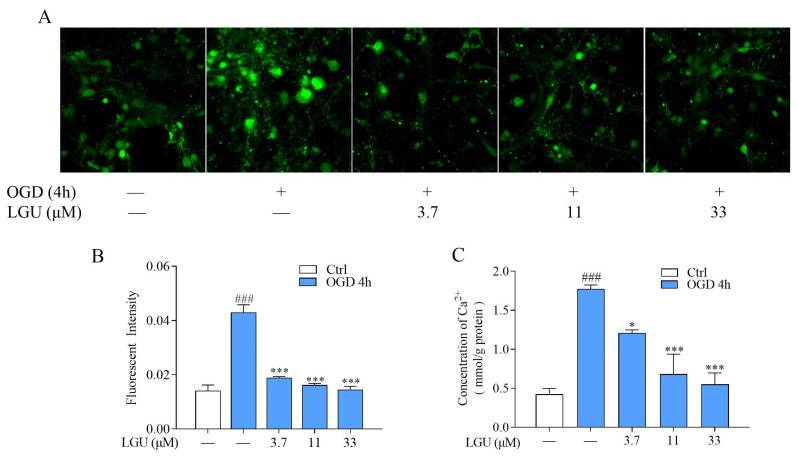 A
OGD (4h) — + + + +
LGU (μM) — — 3.7 11 33
B
Ctrl
OGD 4h
Fluorescent Intensity
0.06
0.04
0.02
0.00
###
***
***
***
LGU (μM) — — 3.7 11 33
C
Ctrl
OGD 4h
Concentration of Ca²⁺
( mmol/g protein )
2.0
1.5
1.0
0.5
0.0
###
*
***
***
LGU (μM) — — 3.7 11 33